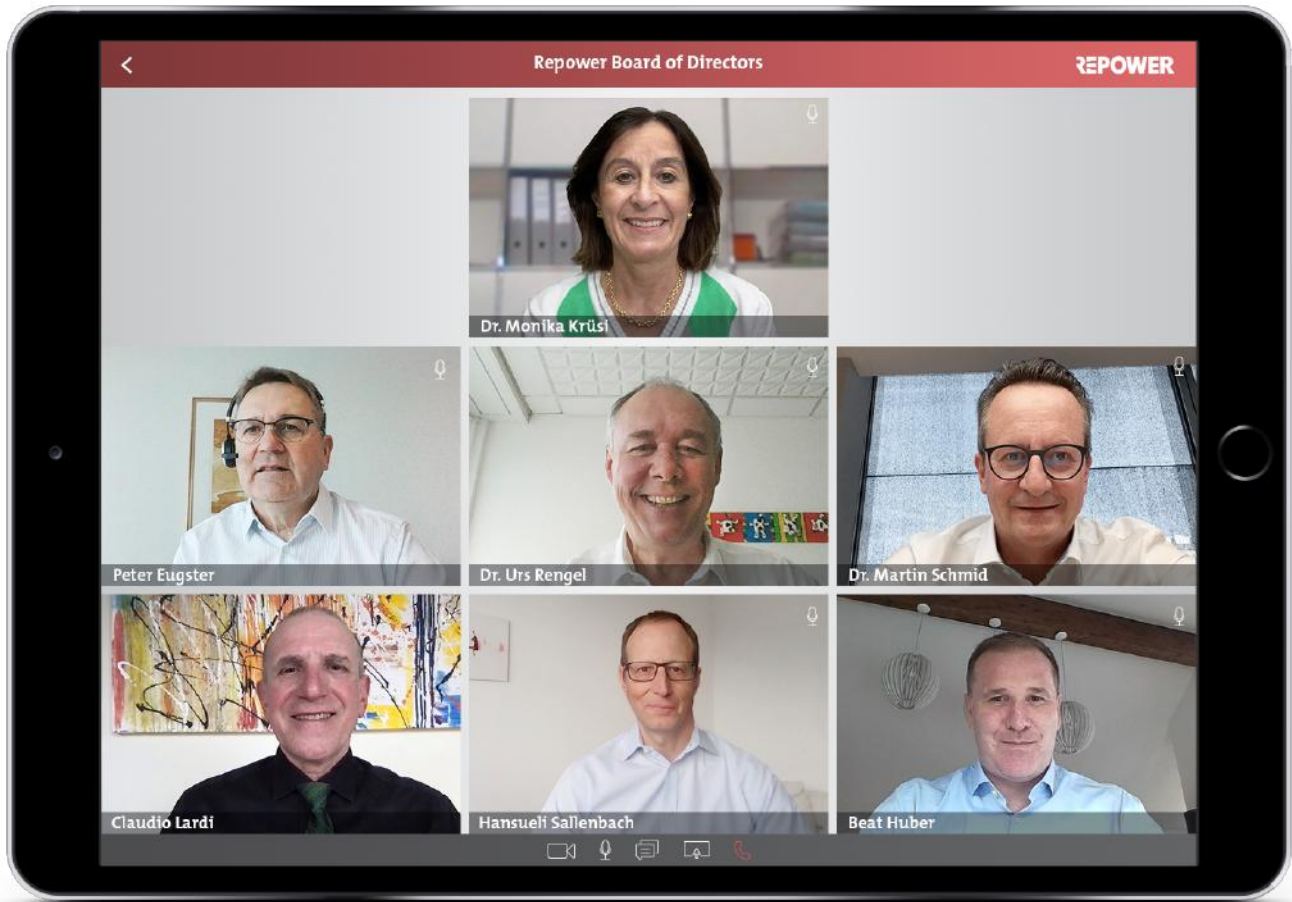 Repower Board of Directors
REPOWER
Dr. Monika Krüsi
Peter Eugster
Dr. Urs Rengel
Dr. Martin Schmid
Claudio Lardi
Hansueli Sallenbach
Beat Huber